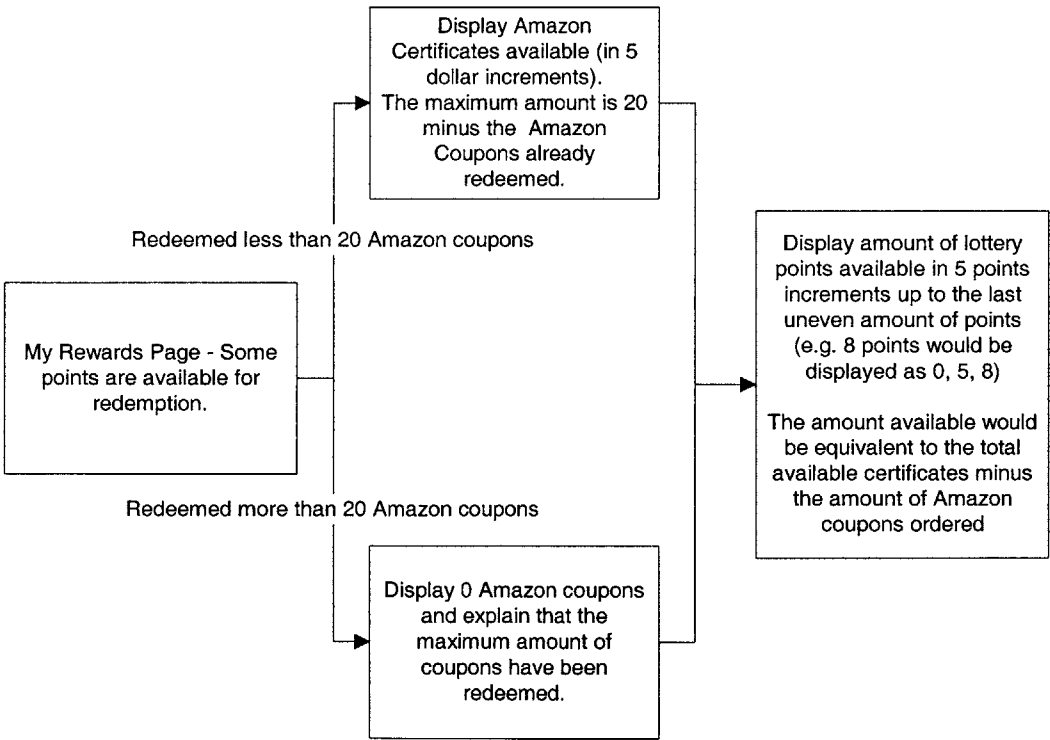 Display Amazon
Certificates available (in 5
dollar increments).
The maximum amount is 20
minus the Amazon
Coupons already
redeemed.
Redeemed less than 20 Amazon coupons
My Rewards Page - Some
points are available for
redemption.
Redeemed more than 20 Amazon coupons
Display 0 Amazon coupons
and explain that the
maximum amount of
coupons have been
redeemed.
Display amount of lottery
points available in 5 points
increments up to the last
uneven amount of points
(e.g. 8 points would be
displayed as 0, 5, 8)
The amount available would
be equivalent to the total
available certificates minus
the amount of Amazon
coupons ordered